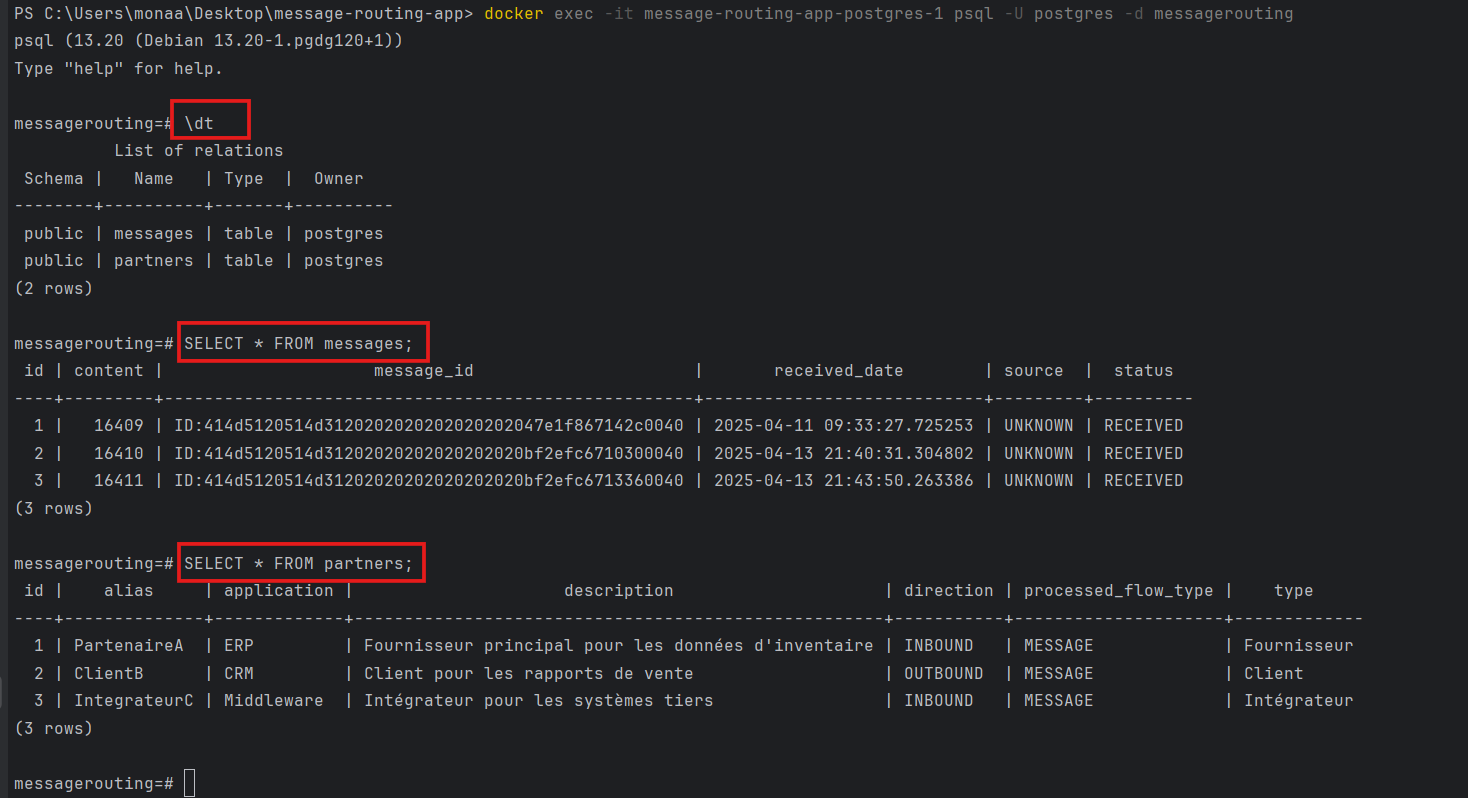 PS C:\Users\monaa\Desktop\message-routing-app> docker exec -it message-routing-app-postgres-1 psql -U postgres -d messagerouting
psql (13.20 (Debian 13.20-1.pgdg120+1))
Type "help" for help.
messagerouting=# \dt
List of relations
Schema | Name | Type | Owner
--------+----------+-------+----------
public | messages | table | postgres
public | partners | table | postgres
(2 rows)
messagerouting=# SELECT * FROM messages;
id | content | message_id | received_date | source | status
----+---------+-----------------------------------------------------+----------------------------+---------+----------
1 | 16409 | ID:414d5120514d31202020202020202020247e1f867142c0040 | 2025-04-11 09:33:27.725253 | UNKNOWN | RECEIVED
2 | 16410 | ID:414d5120514d31202020202020202020bf2efc6710300040 | 2025-04-13 21:40:31.304802 | UNKNOWN | RECEIVED
3 | 16411 | ID:414d5120514d31202020202020202020bf2efc6713360040 | 2025-04-13 21:43:50.263386 | UNKNOWN | RECEIVED
(3 rows)
messagerouting=# SELECT * FROM partners;
id | alias | application | description | direction | processed_flow_type | type
----+--------------+-------------+-----------------------------------------------------+-----------+---------------------+-------------
1 | PartenaireA | ERP | Fournisseur principal pour les données d'inventaire | INBOUND | MESSAGE | Fournisseur
2 | ClientB | CRM | Client pour les rapports de vente | OUTBOUND | MESSAGE | Client
3 | IntegrateurC | Middleware | Intégrateur pour les systèmes tiers | INBOUND | MESSAGE | Intégrateur
(3 rows)
messagerouting=#